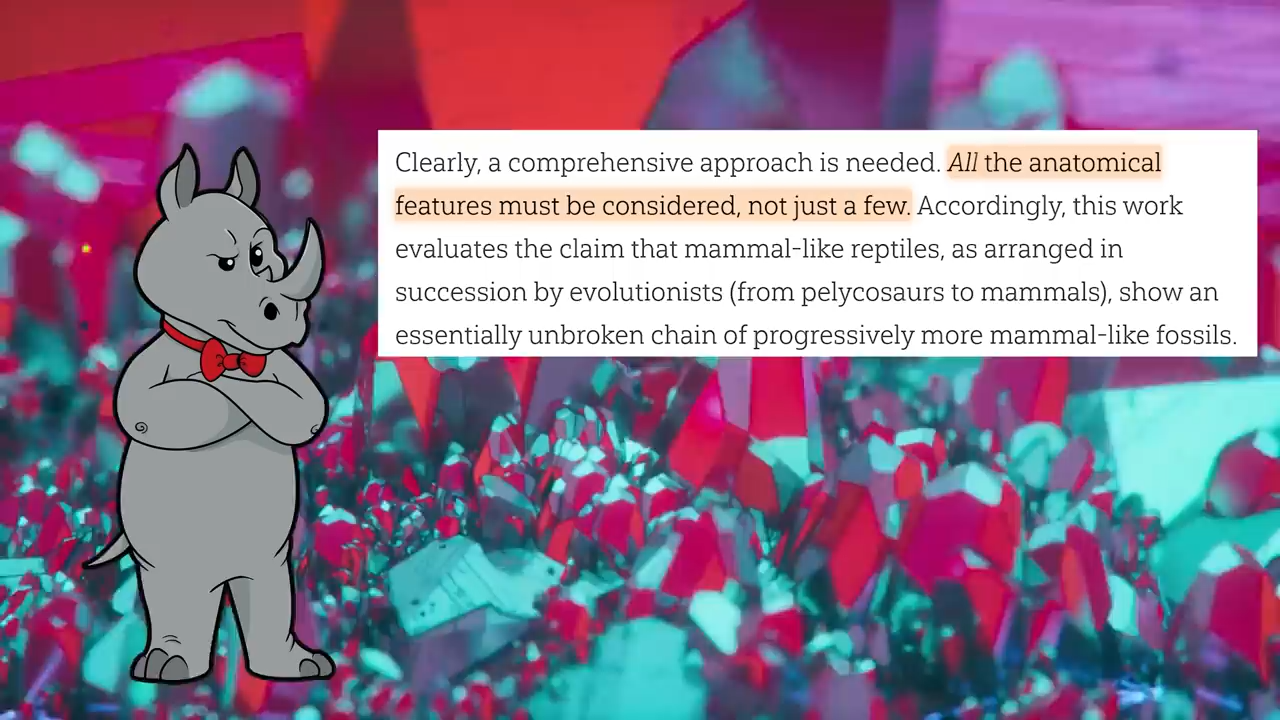 Clearly, a comprehensive approach is needed. All the anatomical
features must be considered, not just a few. Accordingly, this work
evaluates the claim that mammal-like reptiles, as arranged in
succession by evolutionists (from pelycosaurs to mammals), show an
essentially unbroken chain of progressively more mammal-like fossils.